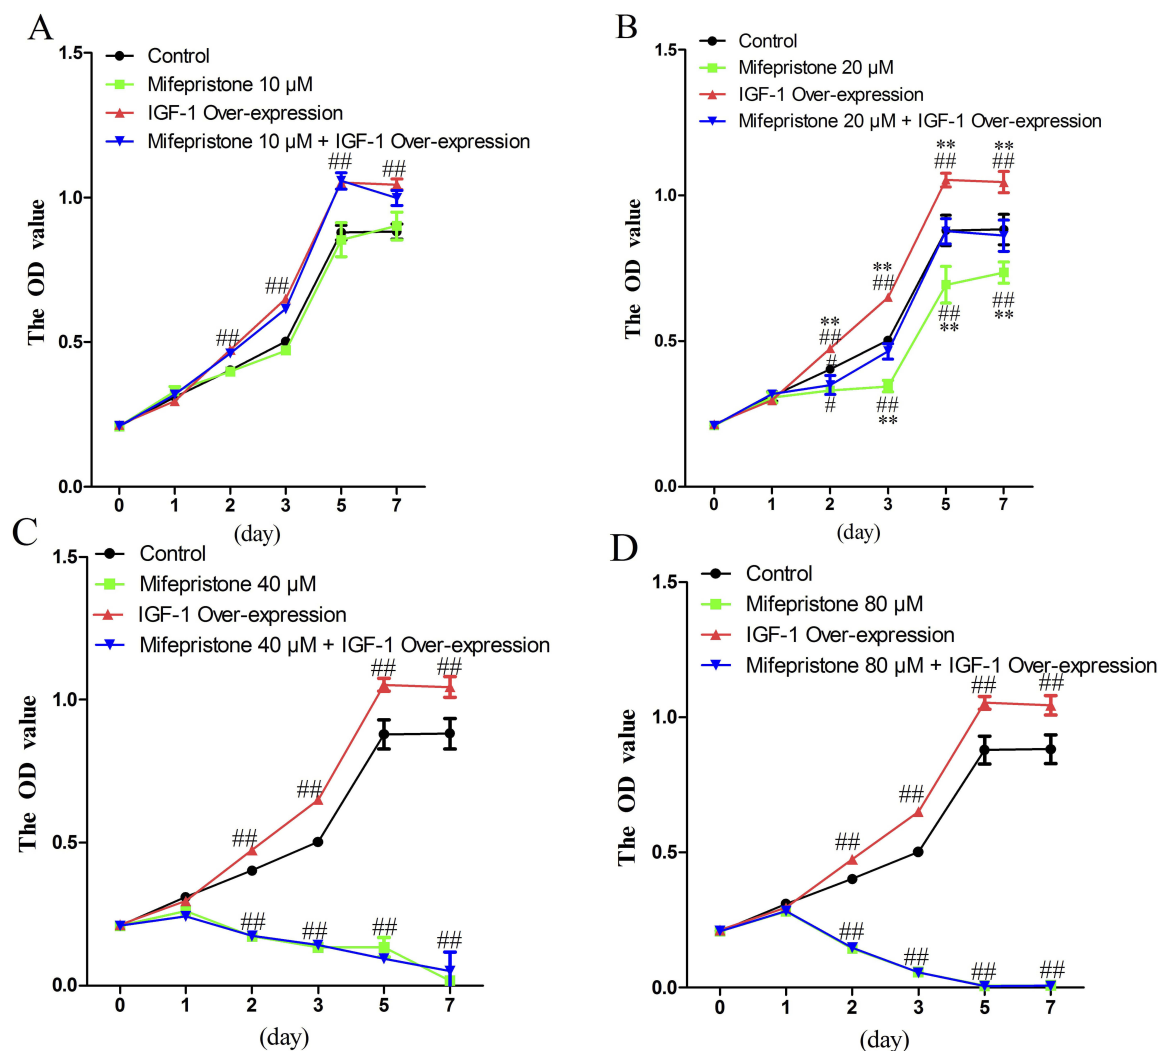 A
1.5
Control
Mifepristone 10 µM
IGF-1 Over-expression
Mifepristone 10 µM + IGF-1 Over-expression
## ##
1.0
##
##
0.5
0.0
The OD value
0 1 2 3 5 7
(day)
B
1.5
Control
Mifepristone 20 µM
IGF-1 Over-expression
Mifepristone 20 µM + IGF-1 Over-expression
** **
## ##
1.0
**
##
## ##
** **
**
##
#
0.5
#
##
**
0.0
The OD value
0 1 2 3 5 7
(day)
C
1.5
Control
Mifepristone 40 µM
IGF-1 Over-expression
Mifepristone 40 µM + IGF-1 Over-expression
## ##
1.0
##
##
0.5
## ## ## ##
0.0
The OD value
0 1 2 3 5 7
(day)
D
1.5
Control
Mifepristone 80 µM
IGF-1 Over-expression
Mifepristone 80 µM + IGF-1 Over-expression
## ##
1.0
##
##
0.5
## ## ## ##
0.0
The OD value
0 1 2 3 5 7
(day)